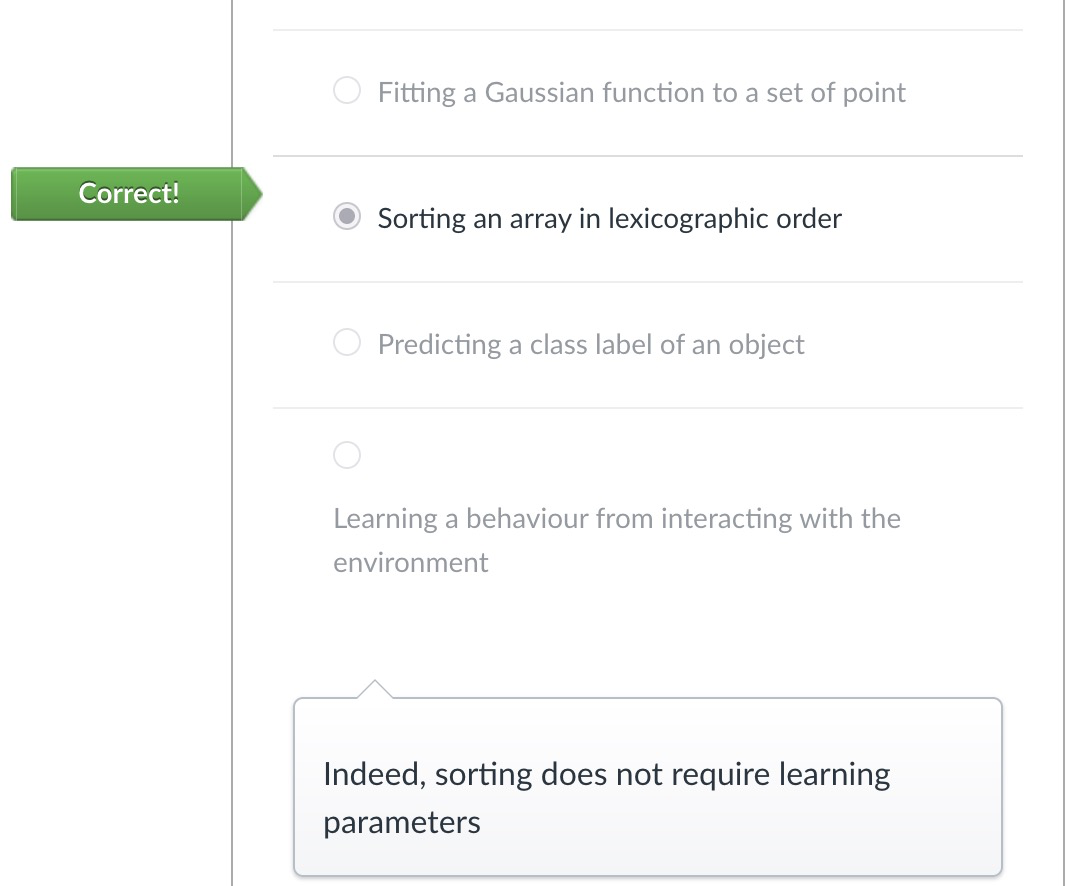 Fitting a Gaussian function to a set of point
Correct!
Sorting an array in lexicographic order
Predicting a class label of an object
Learning a behaviour from interacting with the
environment
Indeed, sorting does not require learning
parameters